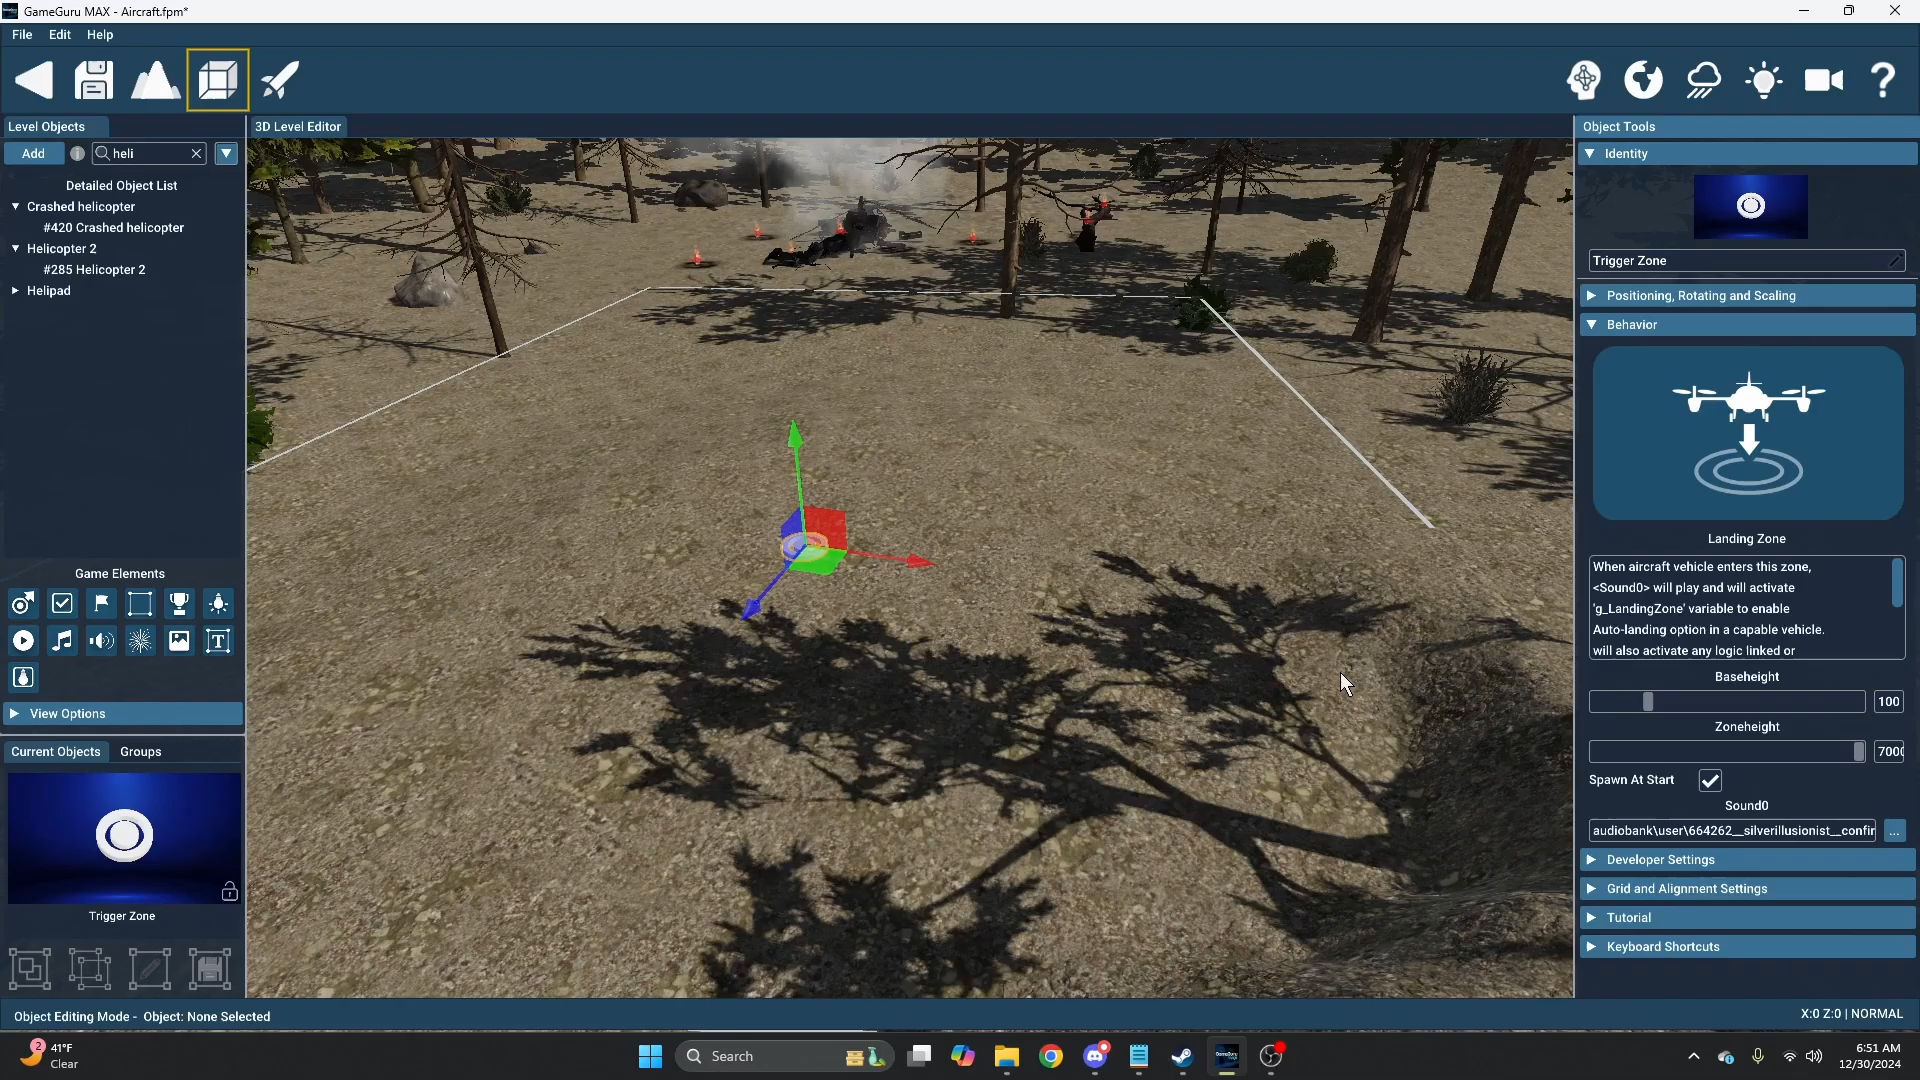 GameGuru MAX - Aircraft.fpm*
File Edit Help
Level Objects
3D Level Editor
Object Tools
Add
heli
Identity
Detailed Object List
Crashed helicopter
#420 Crashed helicopter
Helicopter 2
#285 Helicopter 2
Helipad
Trigger Zone
Positioning, Rotating and Scaling
Behavior
Landing Zone
When aircraft vehicle enters this zone,
<Sound0> will play and will activate
'g_LandingZone' variable to enable
Auto-landing option in a capable vehicle.
will also activate any logic linked or
Game Elements
Baseheight
100
Zoneheight
700
View Options
Current Objects Groups
Spawn At Start
Sound0
audiobank\user\664262__silverillusionist__confir
...
Developer Settings
Grid and Alignment Settings
Trigger Zone
Tutorial
Keyboard Shortcuts
Object Editing Mode - Object: None Selected
X:0 Z:0 | NORMAL
2
41°F
Clear
Search
6:51 AM
12/30/2024